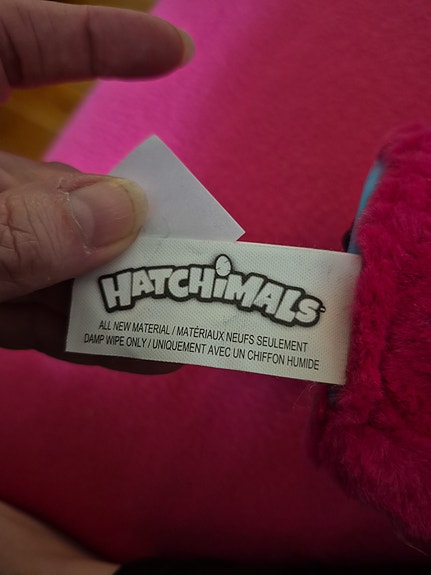 HATCHiMALS
ALL NEW MATERIAL / MATÉRIAUX NEUFS SEULEMENT
DAMP WIPE ONLY / UNIQUEMENT AVEC UN CHIFFON HUMIDE